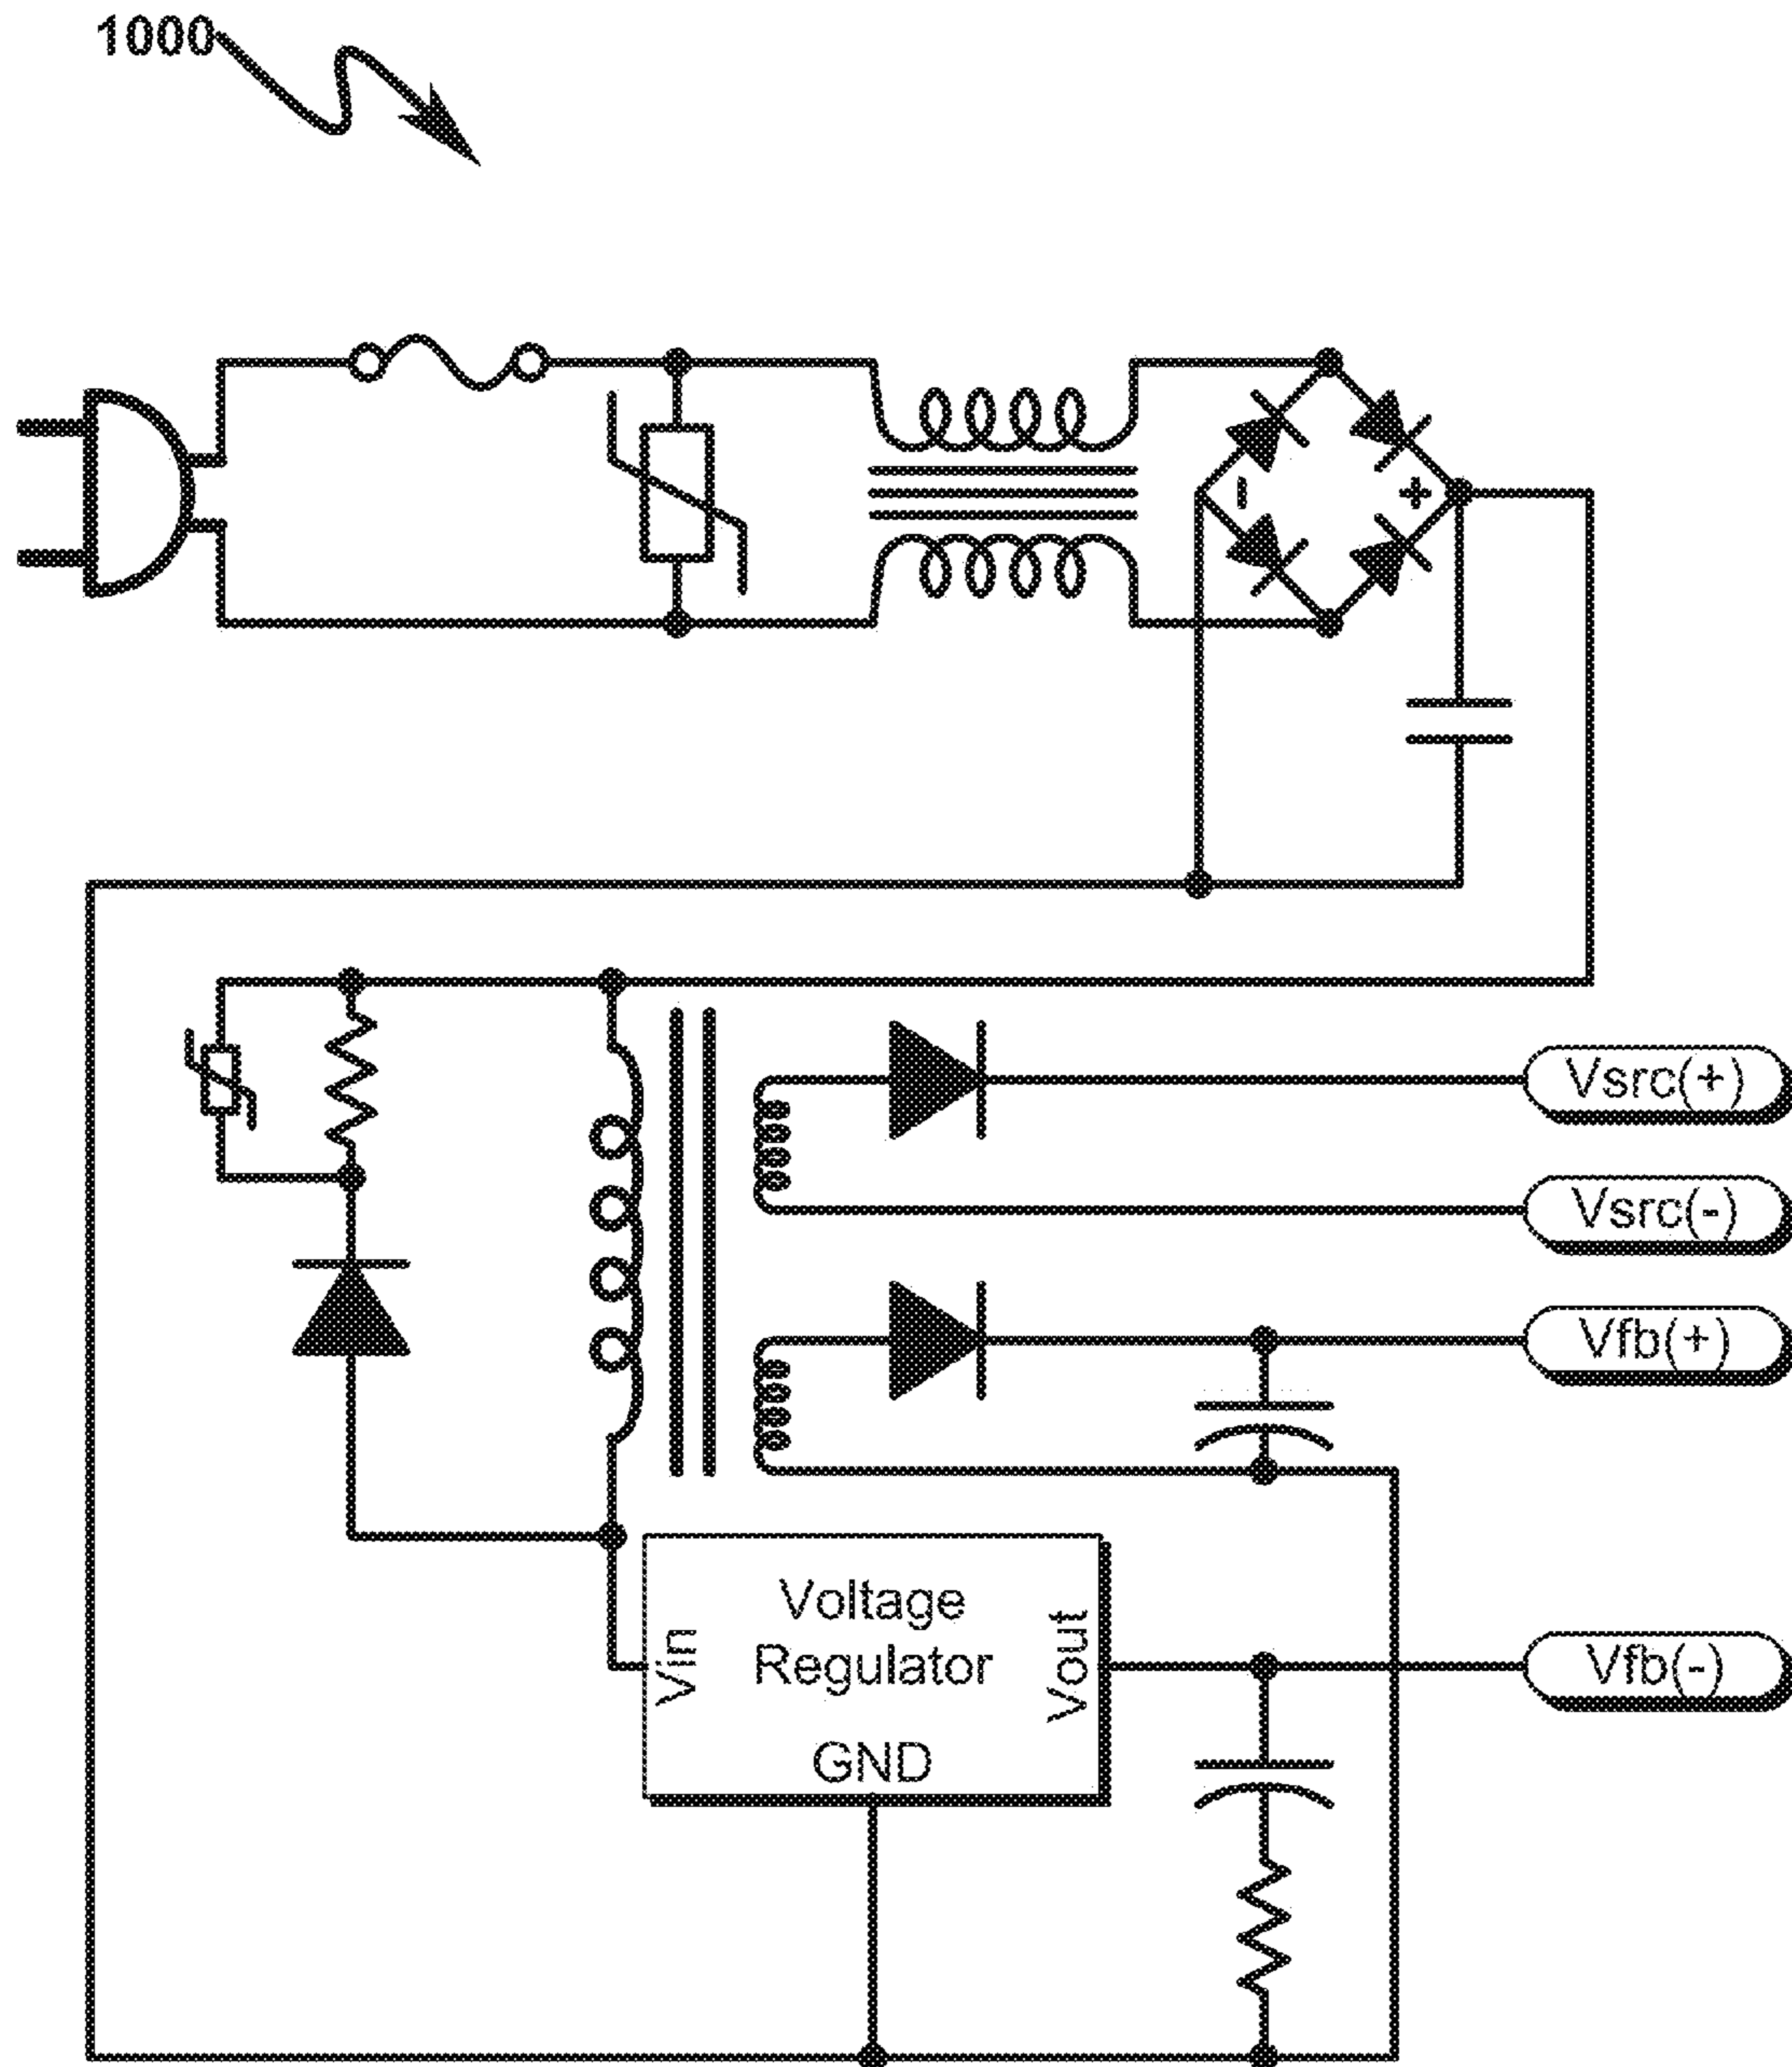 1000
-
+
Vsrc(+)
Vsrc(-)
Vfb(+)
Voltage
Regulator
Vin
Vout
GND
Vfb(-)